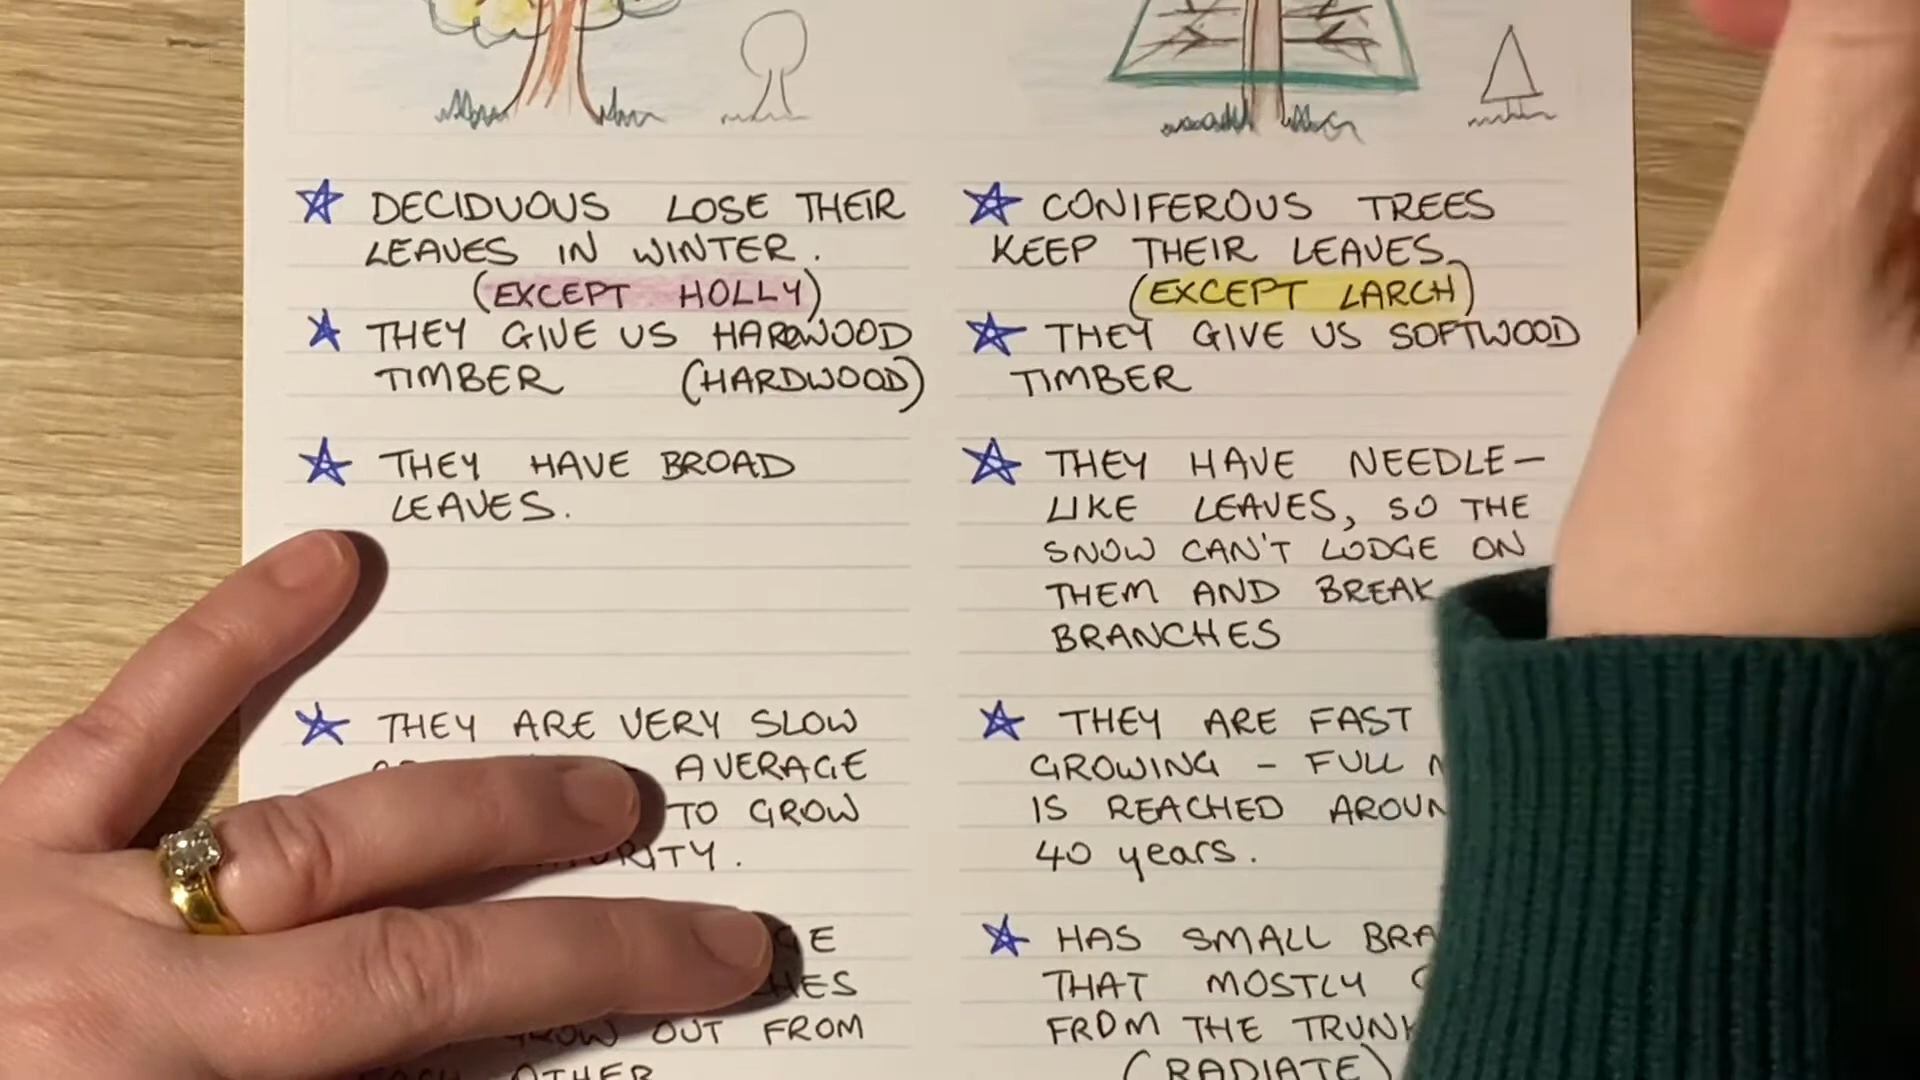 DECIDUOUS LOSE THEIR
LEAVES IN WINTER.
(EXCEPT HOLLY)
THEY GIVE US HARDWOOD
TIMBER (HARDWOOD)
THEY HAVE BROAD
LEAVES.
THEY ARE VERY SLOW
AVERAGE
TO GROW
OUT FROM
OTHER
CONIFEROUS TREES
KEEP THEIR LEAVES.
(EXCEPT LARCH)
THEY GIVE US SOFTWOOD
TIMBER
THEY HAVE NEEDLE-
LIKE LEAVES, SO THE
SNOW CAN'T LODGE ON
THEM AND BREAK
BRANCHES
THEY ARE FAST
GROWING - FULL
IS REACHED
40 years.
HAS SMALL
THAT MOSTLY
FROM THE TRUNK
(RADIATE)